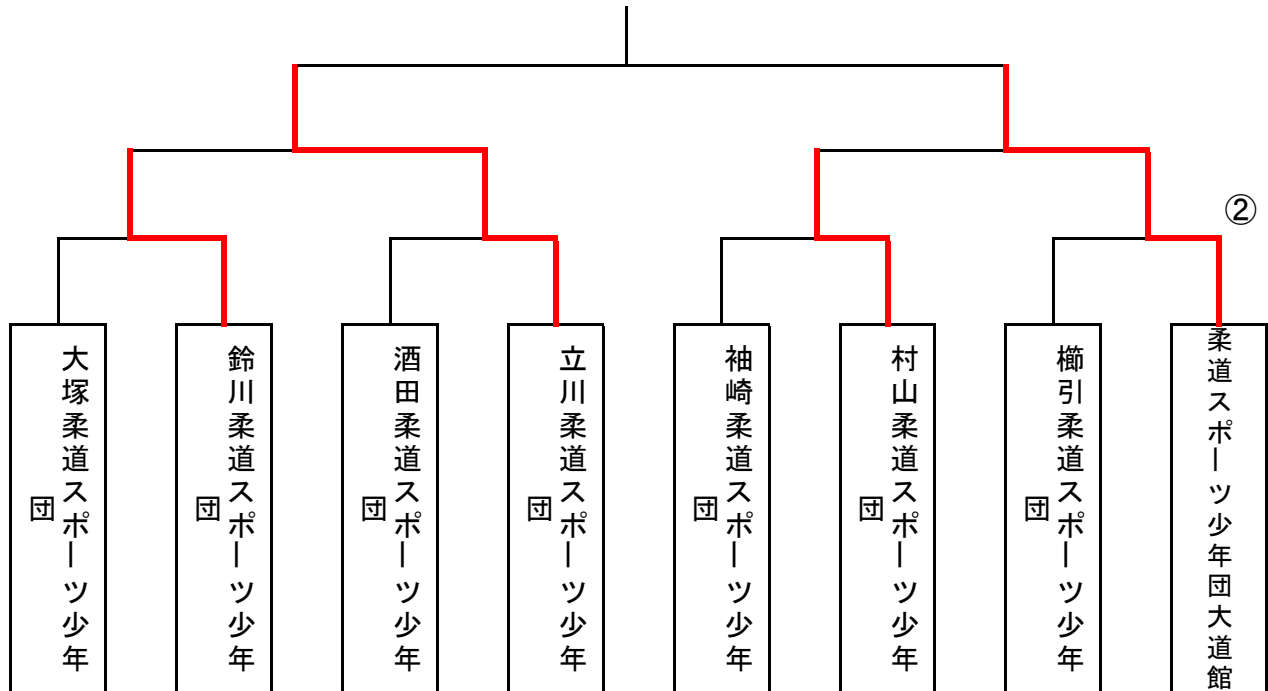 ②
大塚柔道スポーツ少年
団
鈴川柔道スポーツ少年
団
酒田柔道スポーツ少年
団
立川柔道スポーツ少年
団
袖崎柔道スポーツ少年
団
村山柔道スポーツ少年
団
櫛引柔道スポーツ少年
団
柔道スポーツ少年団大道館